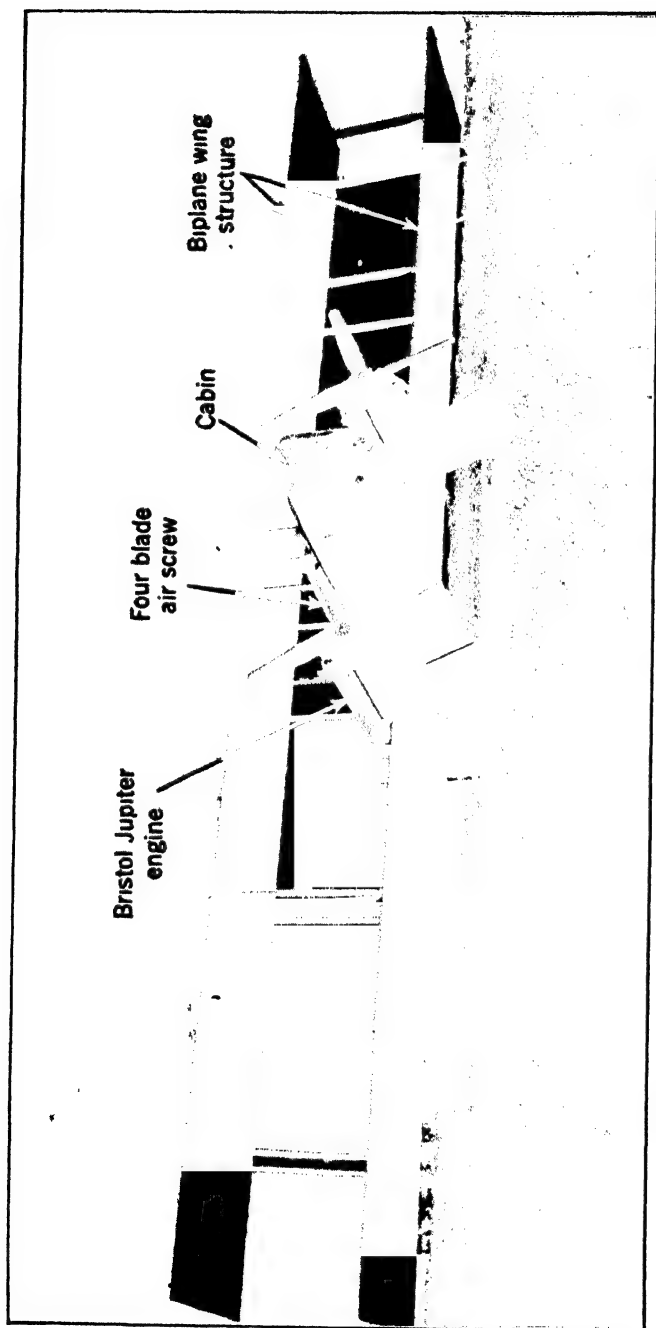 Bristol Jupiter
engine
Four blade
air screw
Cabin
Biplane wing
structure